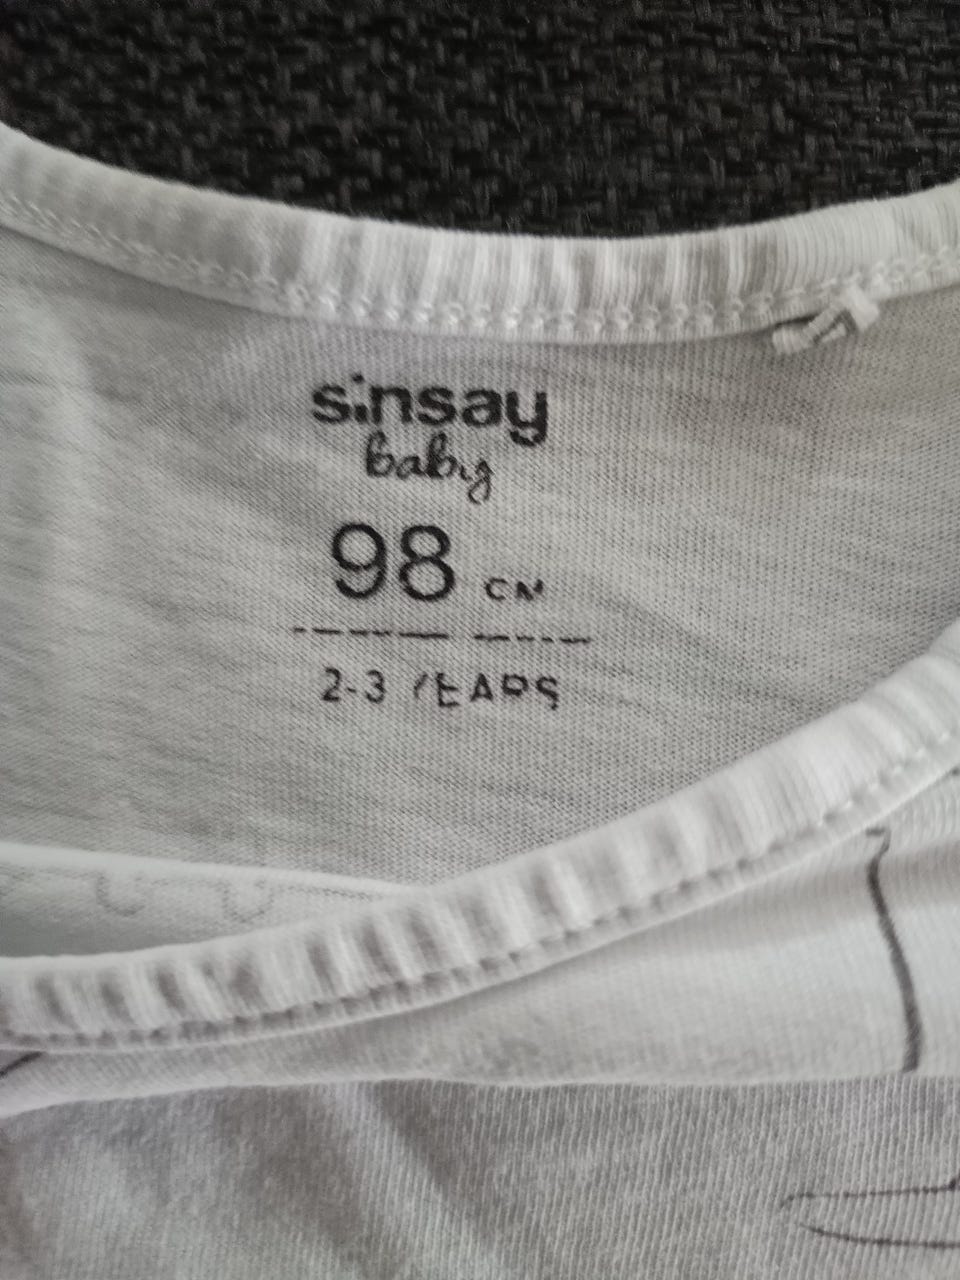 sinsay
baby
98 CM
2-3 YEARS